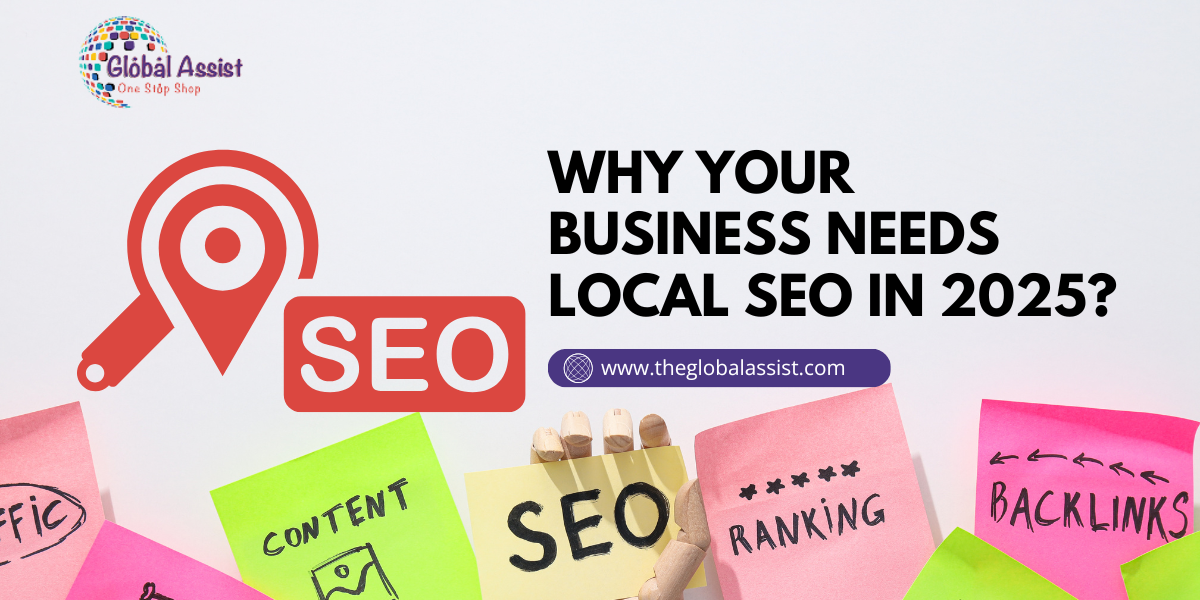 Global Assist
One Stop Shop
WHY YOUR
BUSINESS NEEDS
LOCAL SEO IN 2025?
SEO
www.theglobalassist.com
FFIC
CONTENT
SEO
RANKING
BACKLINKS